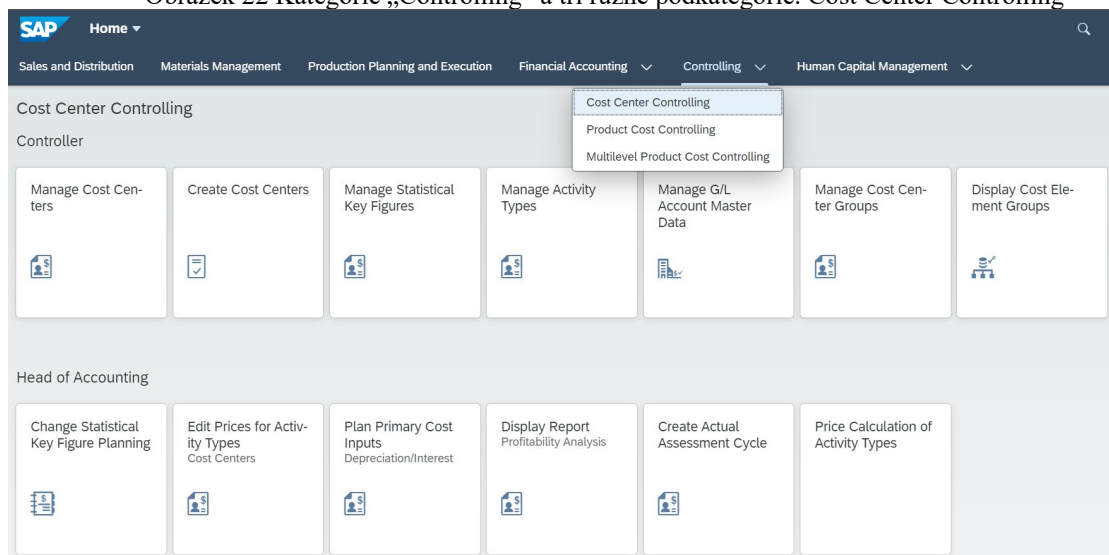 Obrázek 22 Kategorie „Controlling“ a tři různé podkategorie: Cost Center Controlling
SAP Home
Sales and Distribution Materials Management Production Planning and Execution Financial Accounting Controlling Human Capital Management
Cost Center Controlling
Product Cost Controlling
Multilevel Product Cost Controlling
Cost Center Controlling
Controller
Manage Cost Cen-
ters
Create Cost Centers
Manage Statistical
Key Figures
Manage Activity
Types
Manage G/L
Account Master
Data
Manage Cost Cen-
ter Groups
Display Cost Ele-
ment Groups
Head of Accounting
Change Statistical
Key Figure Planning
Edit Prices for Activ-
ity Types
Cost Centers
Plan Primary Cost
Inputs
Depreciation/Interest
Display Report
Profitability Analysis
Create Actual
Assessment Cycle
Price Calculation of
Activity Types